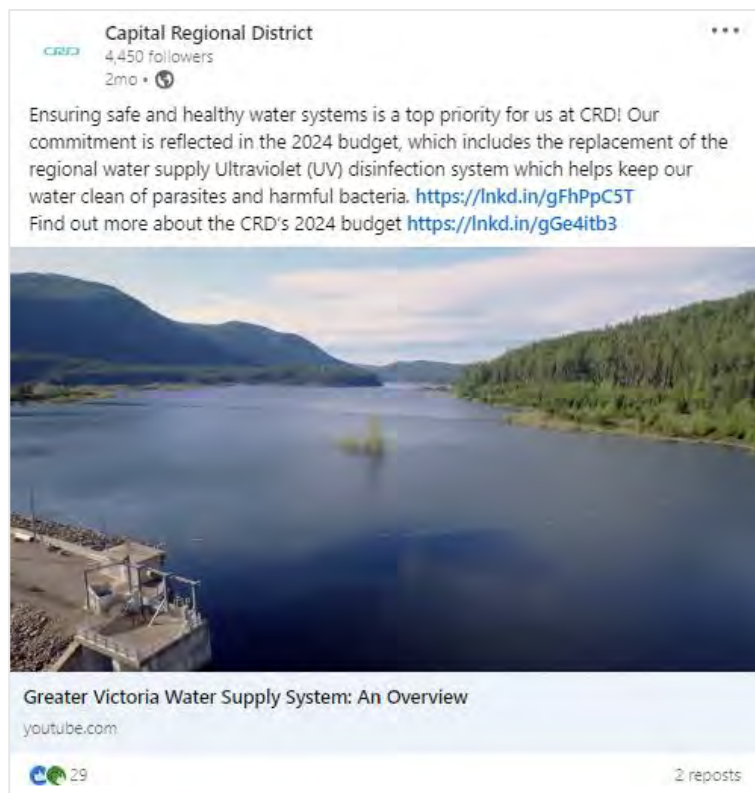 Capital Regional District
CRD
4,450 followers
2mo •
Ensuring safe and healthy water systems is a top priority for us at CRD! Our
commitment is reflected in the 2024 budget, which includes the replacement of the
regional water supply Ultraviolet (UV) disinfection system which helps keep our
water clean of parasites and harmful bacteria. https://lnkd.in/gFhPpC5T
Find out more about the CRD's 2024 budget https://lnkd.in/gGe4itb3
Greater Victoria Water Supply System: An Overview
youtube.com
29
2 reposts